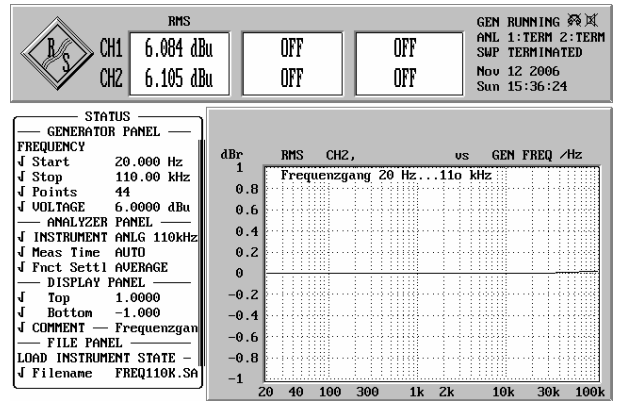 RMS
R S
CH1 6.084 dBu OFF OFF
CH2 6.105 dBu OFF OFF
GEN RUNNING
ANL 1:TERM 2:TERM
SWP TERMINATED
Nov 12 2006
Sun 15:36:24
STATUS
GENERATOR PANEL
FREQUENCY
√ Start 20.000 Hz
√ Stop 110.00 kHz
√ Points 44
√ VOLTAGE 6.0000 dBu
ANALYZER PANEL
√ INSTRUMENT ANLG 110kHz
√ Meas Time AUTO
√ Fnct Settl AVERAGE
DISPLAY PANEL
√ Top 1.0000
√ Bottom -1.000
√ COMMENT — Frequenzgan
FILE PANEL
LOAD INSTRUMENT STATE -
√ Filename FREQ110K.SA
dBr RMS CH2, vs GEN FREQ /Hz
Frequenzgang 20 Hz...11o kHz
1
0.8
0.6
0.4
0.2
0
-0.2
-0.4
-0.6
-0.8
-1
20 40 100 300 1k 2k 10k 30k 100k